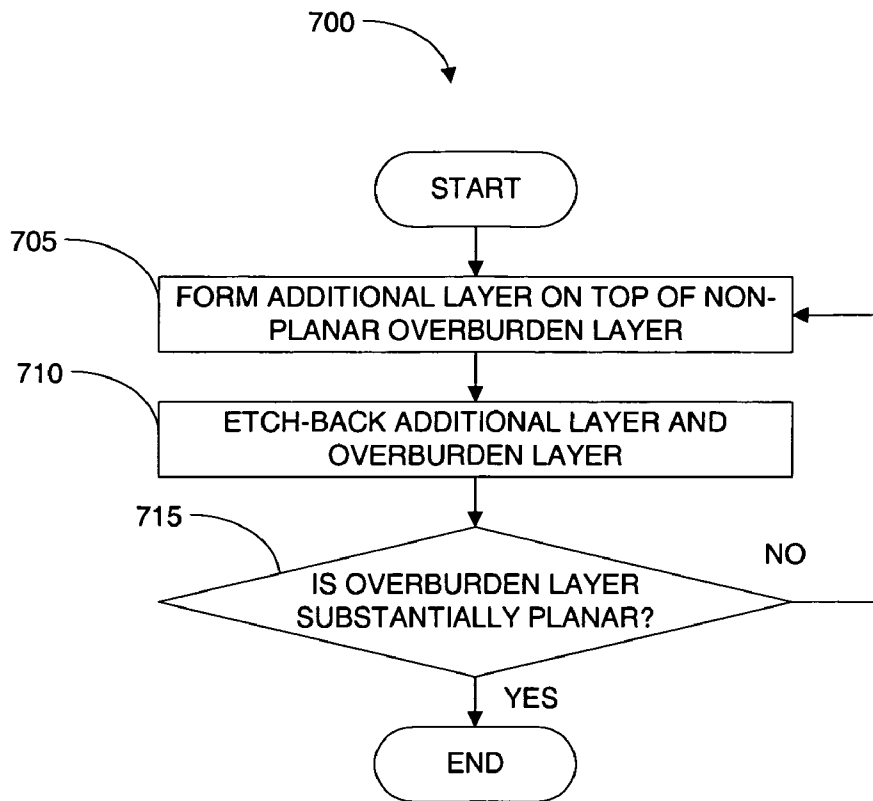 700
START
705
FORM ADDITIONAL LAYER ON TOP OF NON-
PLANAR OVERBURDEN LAYER
710
ETCH-BACK ADDITIONAL LAYER AND
OVERBURDEN LAYER
715
IS OVERBURDEN LAYER
SUBSTANTIALLY PLANAR?
NO
YES
END